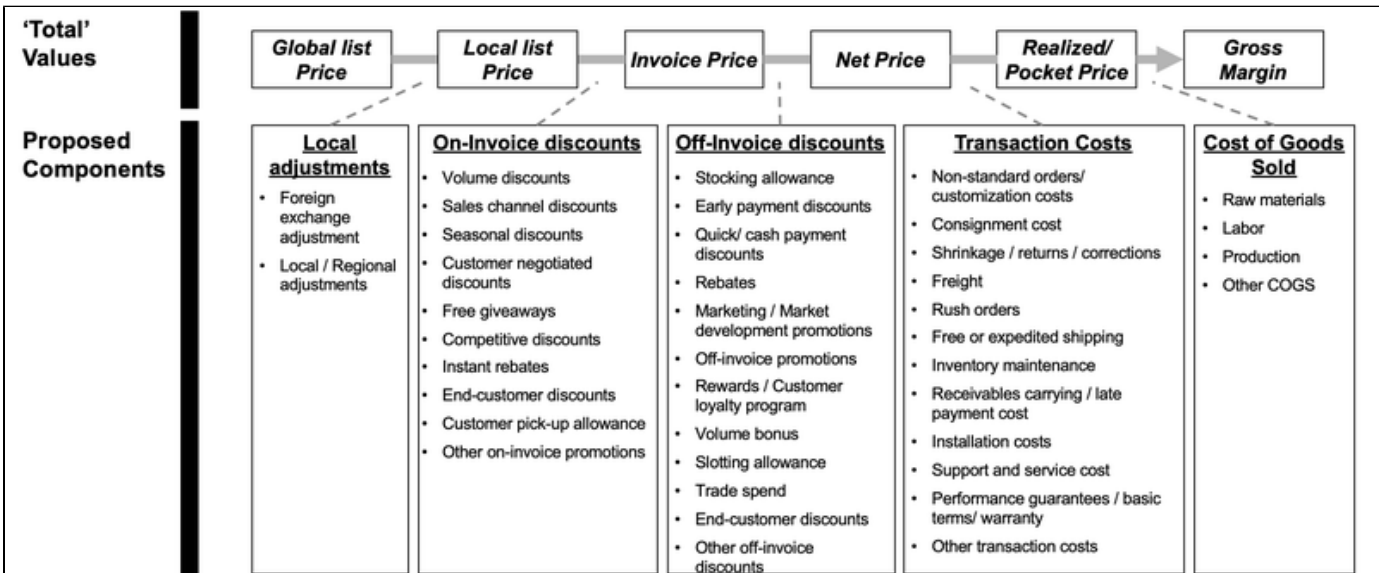 ‘Total’
Values
Global list
Price
Local list
Price
Invoice Price
Net Price
Realized/
Pocket Price
Gross
Margin
Proposed
Components
Local
adjustments
• Foreign
exchange
adjustment
• Local / Regional
adjustments
On-Invoice discounts
• Volume discounts
• Sales channel discounts
• Seasonal discounts
• Customer negotiated
discounts
• Free giveaways
• Competitive discounts
• Instant rebates
• End-customer discounts
• Customer pick-up allowance
• Other on-invoice promotions
Off-Invoice discounts
• Stocking allowance
• Early payment discounts
• Quick/ cash payment
discounts
• Rebates
• Marketing / Market
development promotions
• Off-invoice promotions
• Rewards / Customer
loyalty program
• Volume bonus
• Slotting allowance
• Trade spend
• End-customer discounts
• Other off-invoice
discounts
Transaction Costs
• Non-standard orders/
customization costs
• Consignment cost
• Shrinkage / returns / corrections
• Freight
• Rush orders
• Free or expedited shipping
• Inventory maintenance
• Receivables carrying / late
payment cost
• Installation costs
• Support and service cost
• Performance guarantees / basic
terms/ warranty
• Other transaction costs
Cost of Goods
Sold
• Raw materials
• Labor
• Production
• Other COGS